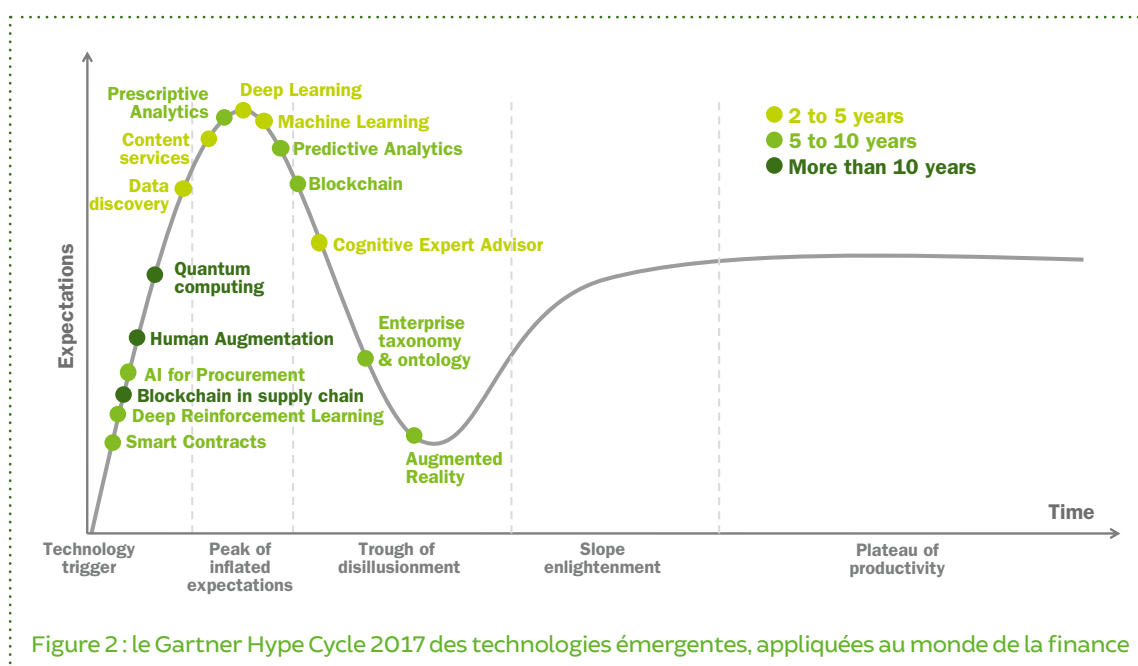 Deep Learning
Prescriptive
Analytics
Machine Learning
Content
services
Predictive Analytics
Data
discovery
Blockchain
Cognitive Expert Advisor
Quantum
computing
Human Augmentation
Enterprise
taxonomy
& ontology
AI for Procurement
Blockchain in supply chain
Deep Reinforcement Learning
Smart Contracts
Augmented
Reality
2 to 5 years
5 to 10 years
More than 10 years
Expectations
Time
Technology
trigger
Peak of
inflated
expectations
Trough of
disillusionment
Slope
enlightenment
Plateau of
productivity
Figure 2 : le Gartner Hype Cycle 2017 des technologies émergentes, appliquées au monde de la finance